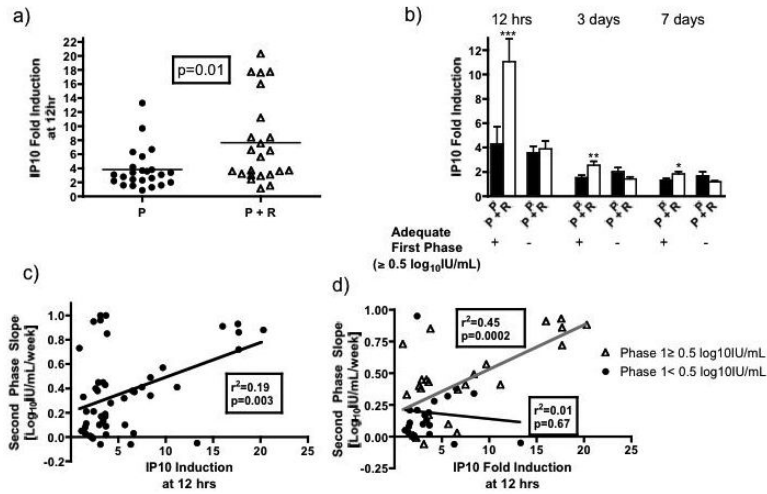 a)
IP10 Fold Induction
at 12hr
22
20
18
16
14
12
10
8
6
4
2
0
p=0.01
P
P + R
b)
12 hrs
3 days
7 days
IP10 Fold Induction
12
10
8
6
4
2
0
***
**
*
P
P + R
P
P + R
P
P + R
P
P + R
P
P + R
P
P + R
Adequate
First Phase
(≥ 0.5 log10IU/mL)
+ - + - + -
c)
Second Phase Slope
[Log10IU/mL/week]
1.0
0.8
0.6
0.4
0.2
0.0
-0.2
r²=0.19
p=0.003
5 10 15 20 25
IP10 Induction
at 12 hrs
d)
Second Phase Slope
[Log10IU/mL/week]
1.00
0.75
0.50
0.25
0.00
-0.25
r²=0.45
p=0.0002
r²=0.01
p=0.67
5 10 15 20 25
IP10 Fold Induction
at 12 hrs
Phase 1≥ 0.5 log10IU/mL
Phase 1< 0.5 log10IU/mL